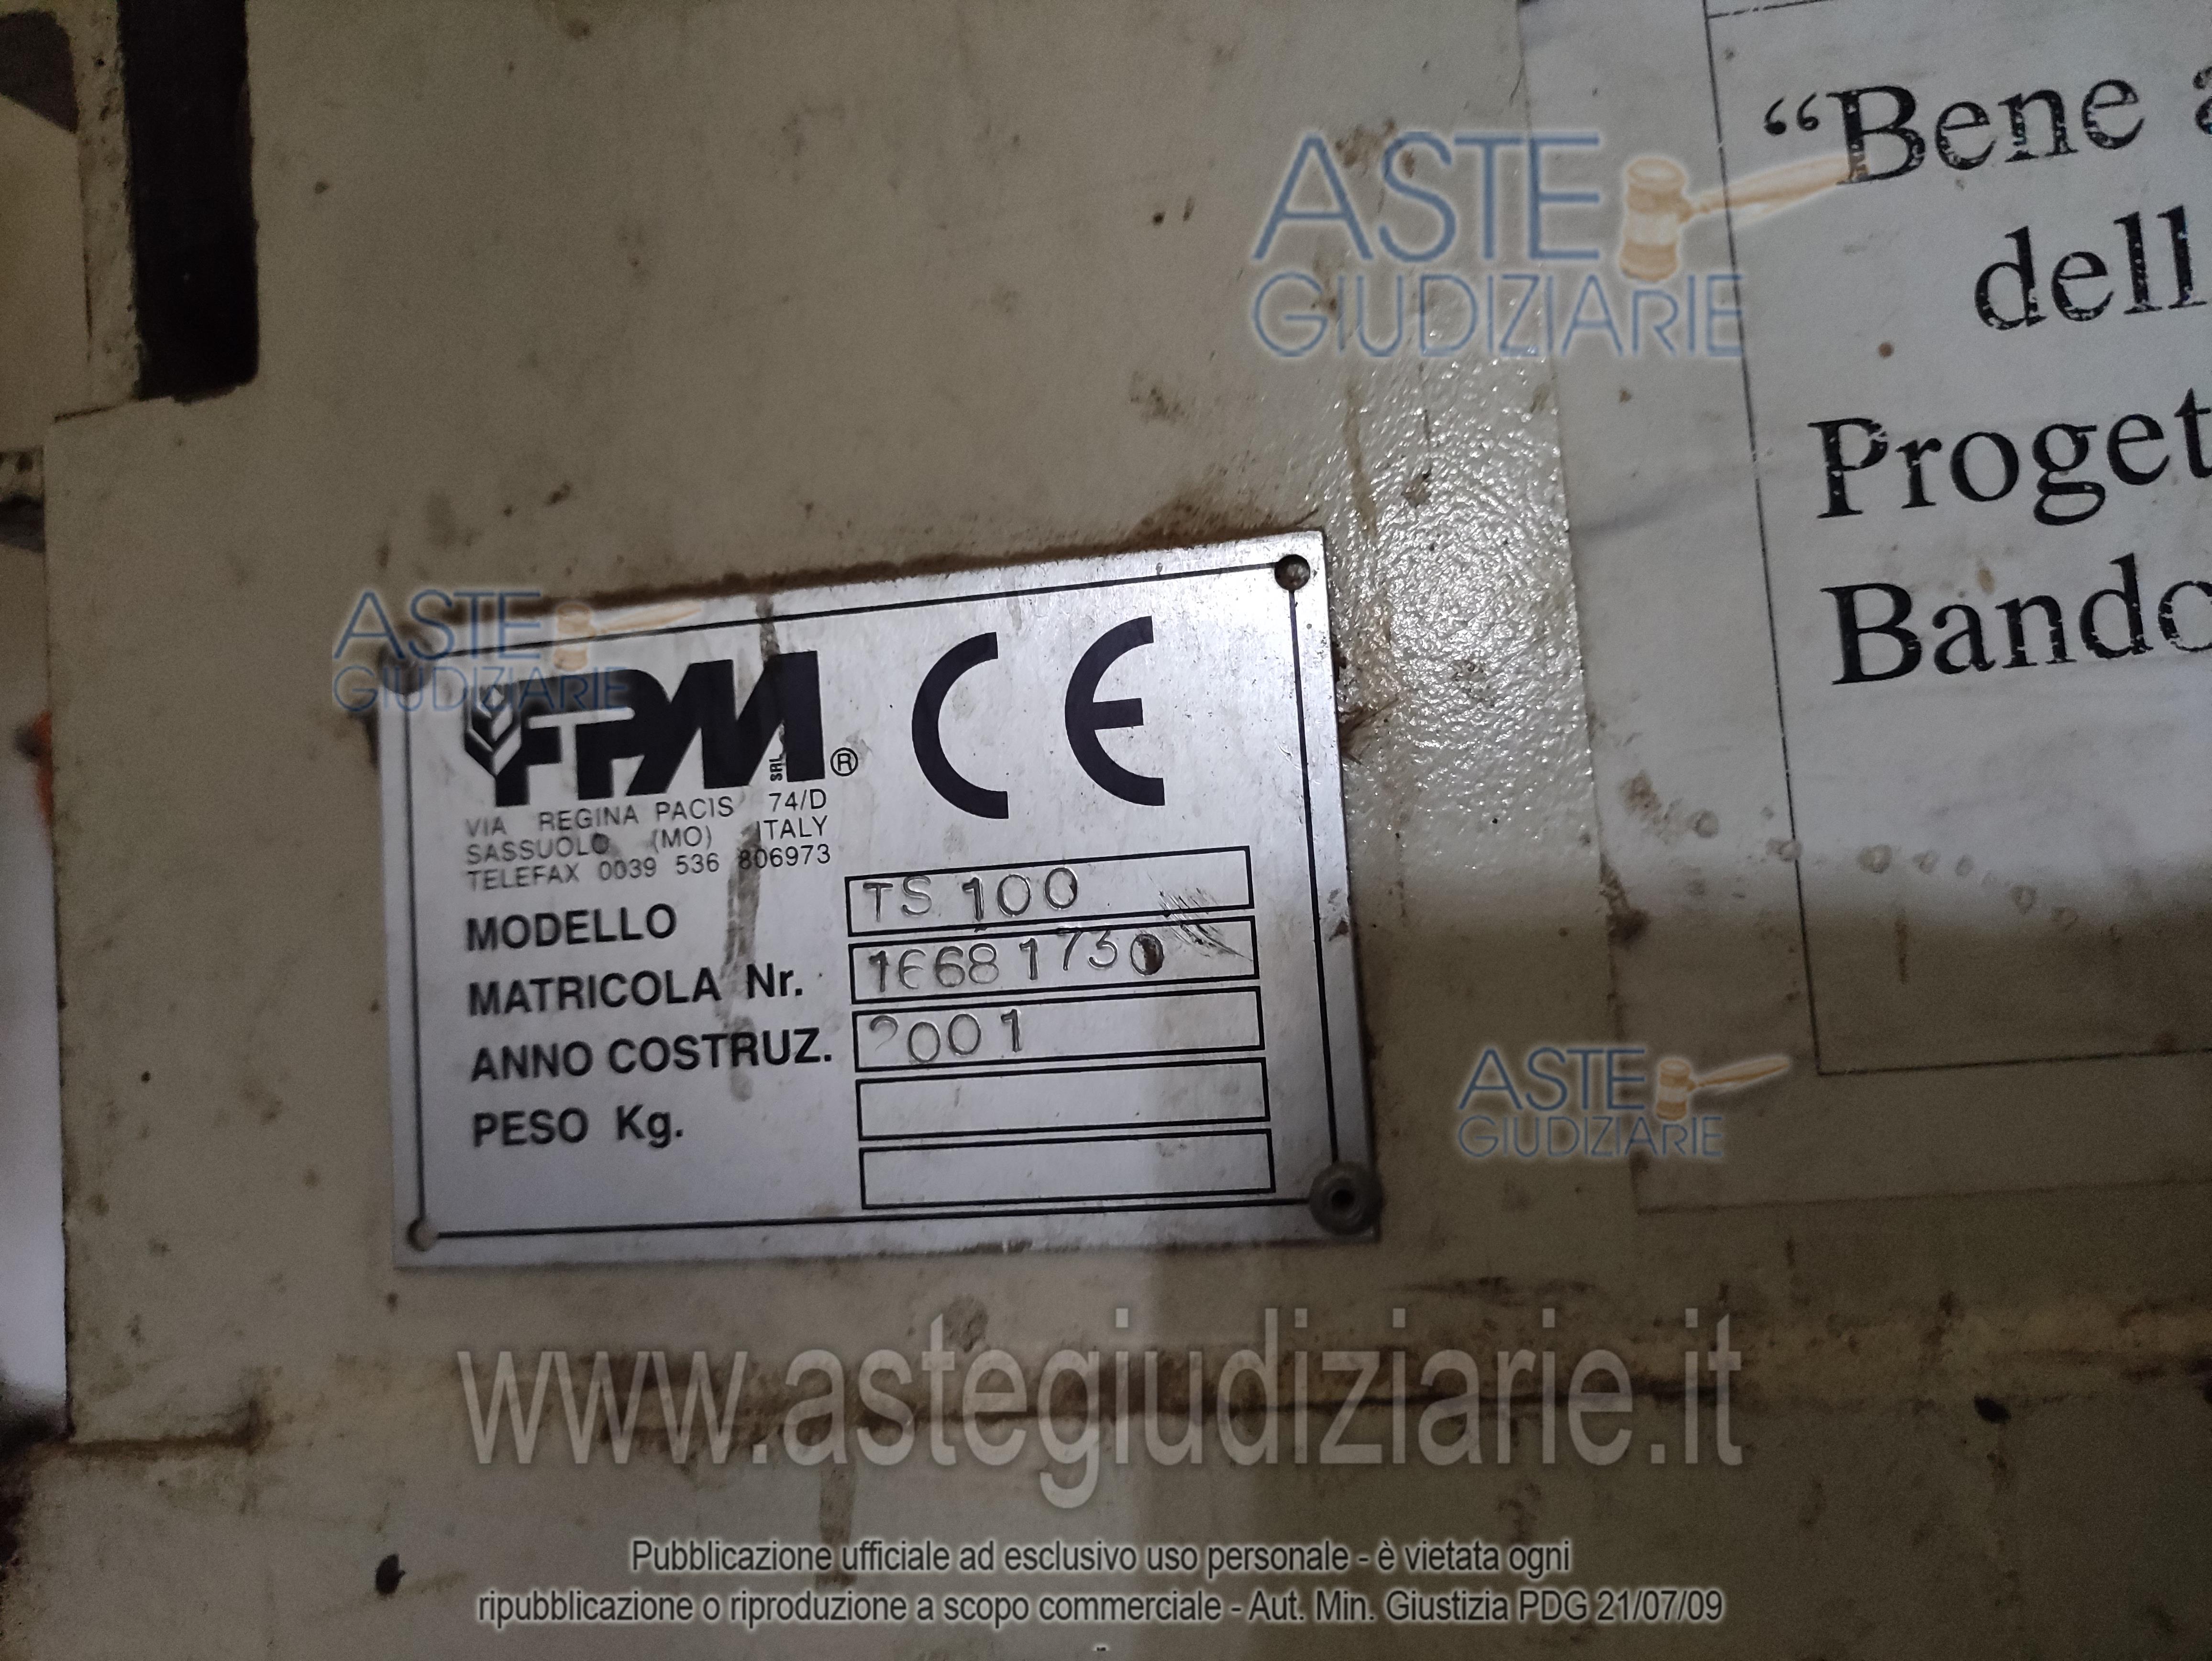 “Bene
dell
Proget
Bando
ASTE
GIUDIZIARIE
ASTE
GIUDIZIARIE
FPM SRL ® CE
VIA REGINA PACIS 74/D
SASSUOLO (MO) ITALY
TELEFAX 0039 536 806973
MODELLO TS 100
MATRICOLA Nr. 16681730
ANNO COSTRUZ. 2001
PESO Kg.
ASTE
GIUDIZIARIE
www.astegiudiziarie.it
Pubblicazione ufficiale ad esclusivo uso personale - è vietata ogni
ripubblicazione o riproduzione a scopo commerciale - Aut. Min. Giustizia PDG 21/07/09